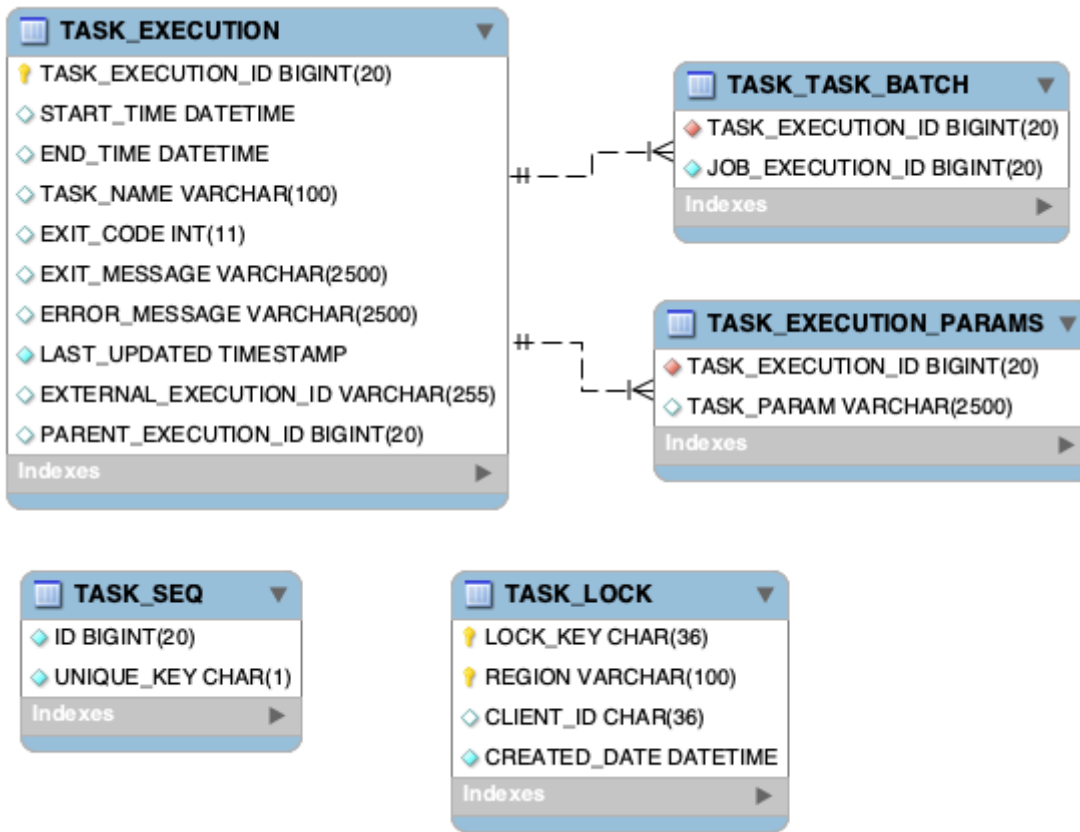 TASK_EXECUTION
TASK_EXECUTION_ID BIGINT(20)
START_TIME DATETIME
END_TIME DATETIME
TASK_NAME VARCHAR(100)
EXIT_CODE INT(11)
EXIT_MESSAGE VARCHAR(2500)
ERROR_MESSAGE VARCHAR(2500)
LAST_UPDATED TIMESTAMP
EXTERNAL_EXECUTION_ID VARCHAR(255)
PARENT_EXECUTION_ID BIGINT(20)
Indexes
TASK_TASK_BATCH
TASK_EXECUTION_ID BIGINT(20)
JOB_EXECUTION_ID BIGINT(20)
Indexes
TASK_EXECUTION_PARAMS
TASK_EXECUTION_ID BIGINT(20)
TASK_PARAM VARCHAR(2500)
Indexes
TASK_SEQ
ID BIGINT(20)
UNIQUE_KEY CHAR(1)
Indexes
TASK_LOCK
LOCK_KEY CHAR(36)
REGION VARCHAR(100)
CLIENT_ID CHAR(36)
CREATED_DATE DATETIME
Indexes